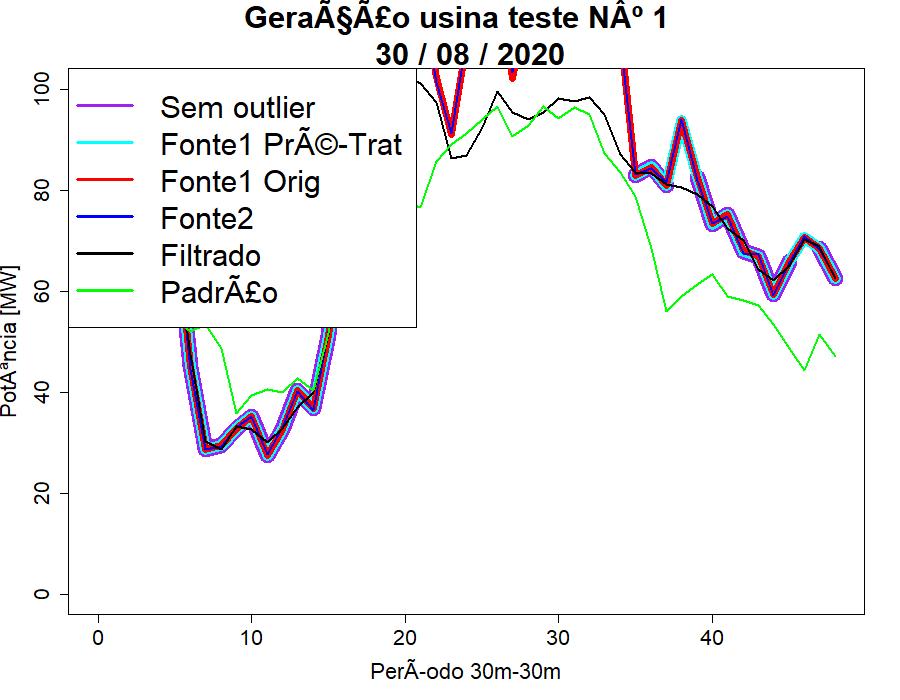 GeraÃ§Ã£o usina teste NÂº 1
30 / 08 / 2020
Sem outlier
Fonte1 PrÃ©-Trat
Fonte1 Orig
Fonte2
Filtrado
PadrÃ£o
PotÃªncia [MW]
100
80
60
40
20
0
0 10 20 30 40
PerÃ-odo 30m-30m